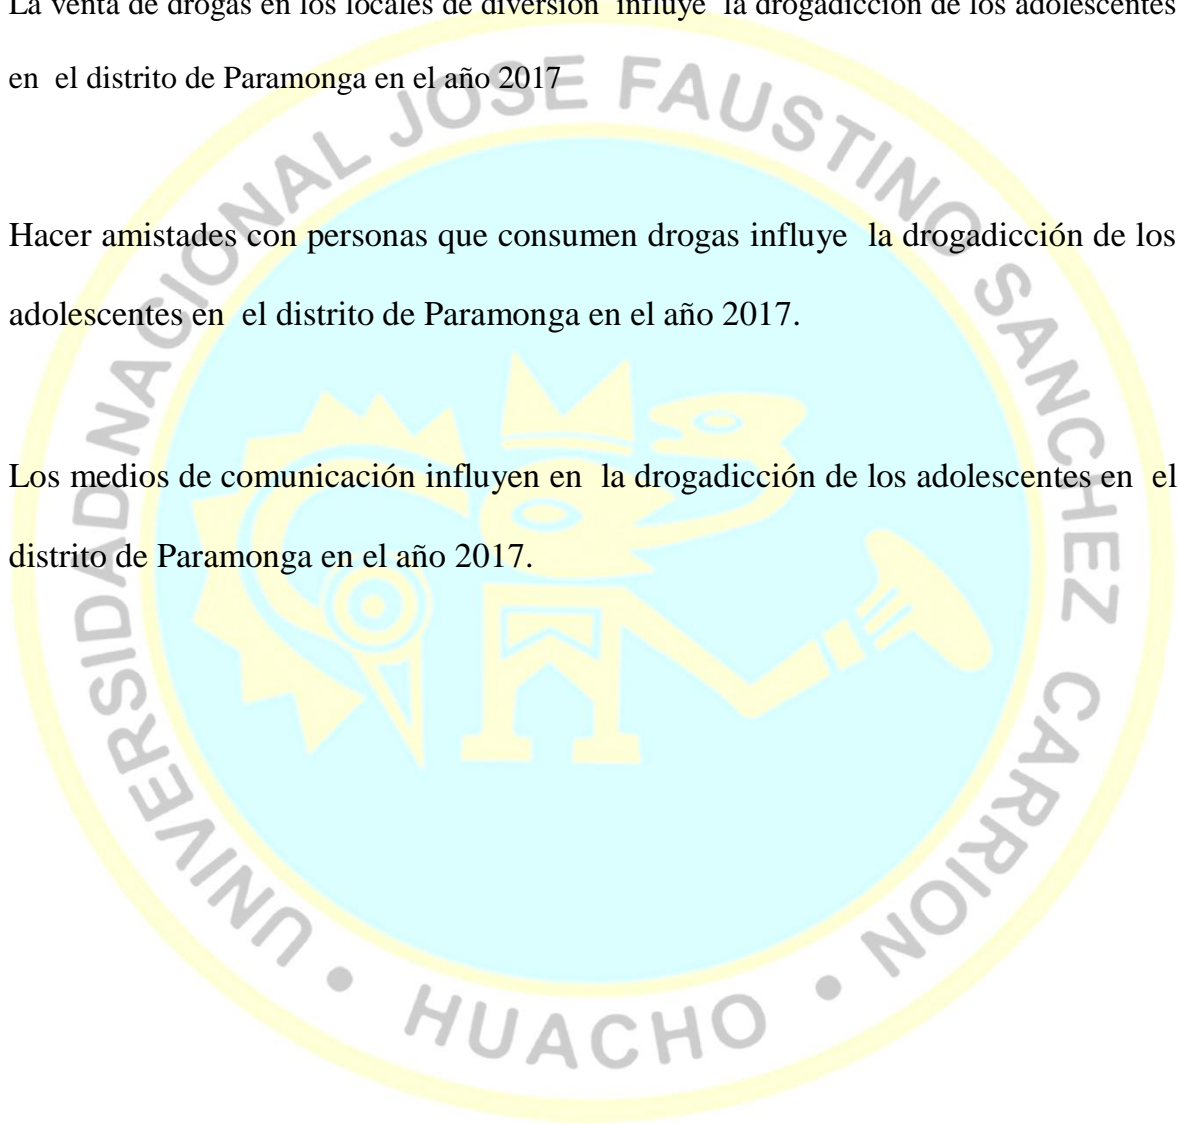 La venta de drogas en los locales de diversión  influye  la drogadicción de los adolescentes
en  el distrito de Paramonga en el año 2017
Hacer amistades con personas que consumen drogas influye  la drogadicción de los
adolescentes en  el distrito de Paramonga en el año 2017.
Los medios de comunicación influyen en  la drogadicción de los adolescentes en  el
distrito de Paramonga en el año 2017.
UNIVERSIDAD NACIONAL JOSE FAUSTINO SANCHEZ CARRION • HUACHO •